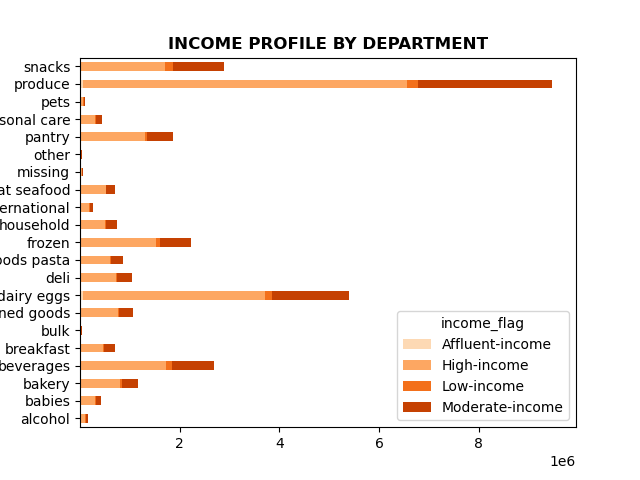 INCOME PROFILE BY DEPARTMENT
snacks
produce
pets
sonal care
pantry
other
missing
at seafood
ernational
household
frozen
oods pasta
deli
dairy eggs
ned goods
bulk
breakfast
beverages
bakery
babies
alcohol
income_flag
Affluent-income
High-income
Low-income
Moderate-income
2 4 6 8
1e6